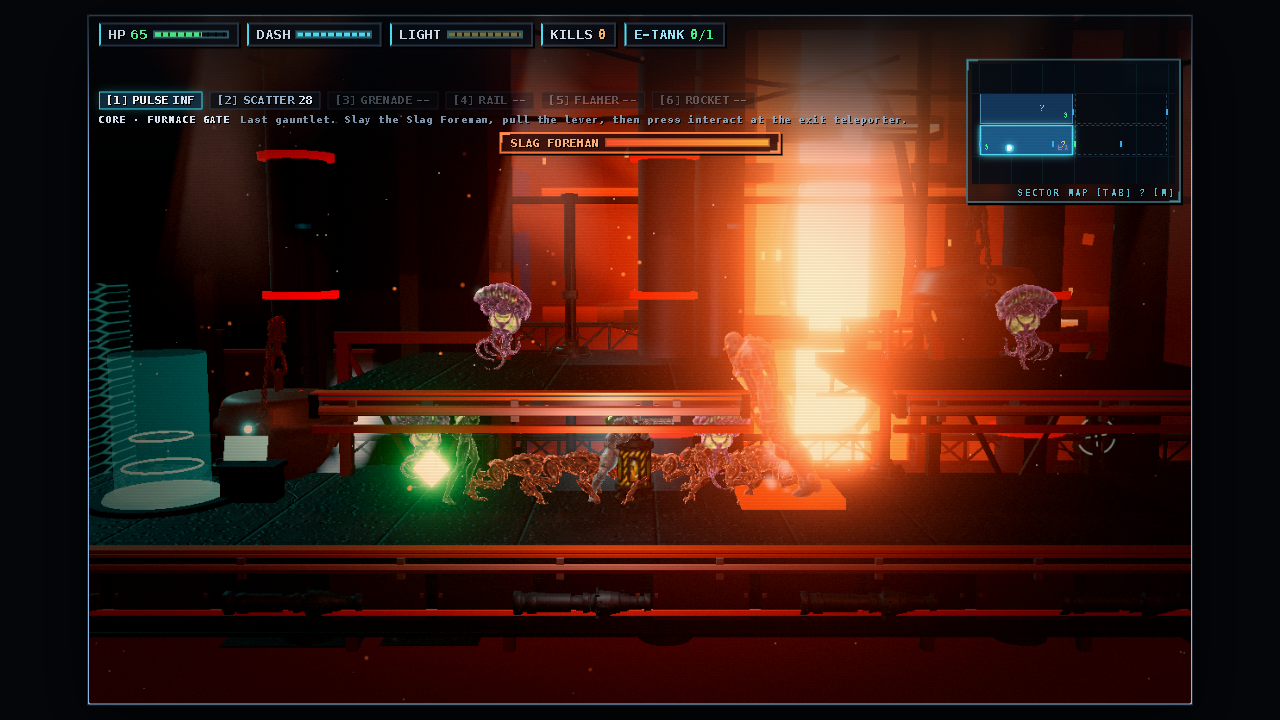 HP 65
DASH
LIGHT
KILLS 0
E-TANK 0/1
[1] PULSE INF
[2] SCATTER 28
[3] GRENADE --
[4] RAIL --
[5] FLAMER --
[6] ROCKET --
CORE · FURNACE GATE Last gauntlet. Slay the Slag Foreman, pull the lever, then press interact at the exit teleporter.
SLAG FOREMAN
?
3
3
?
SECTOR MAP [TAB] ? [M]